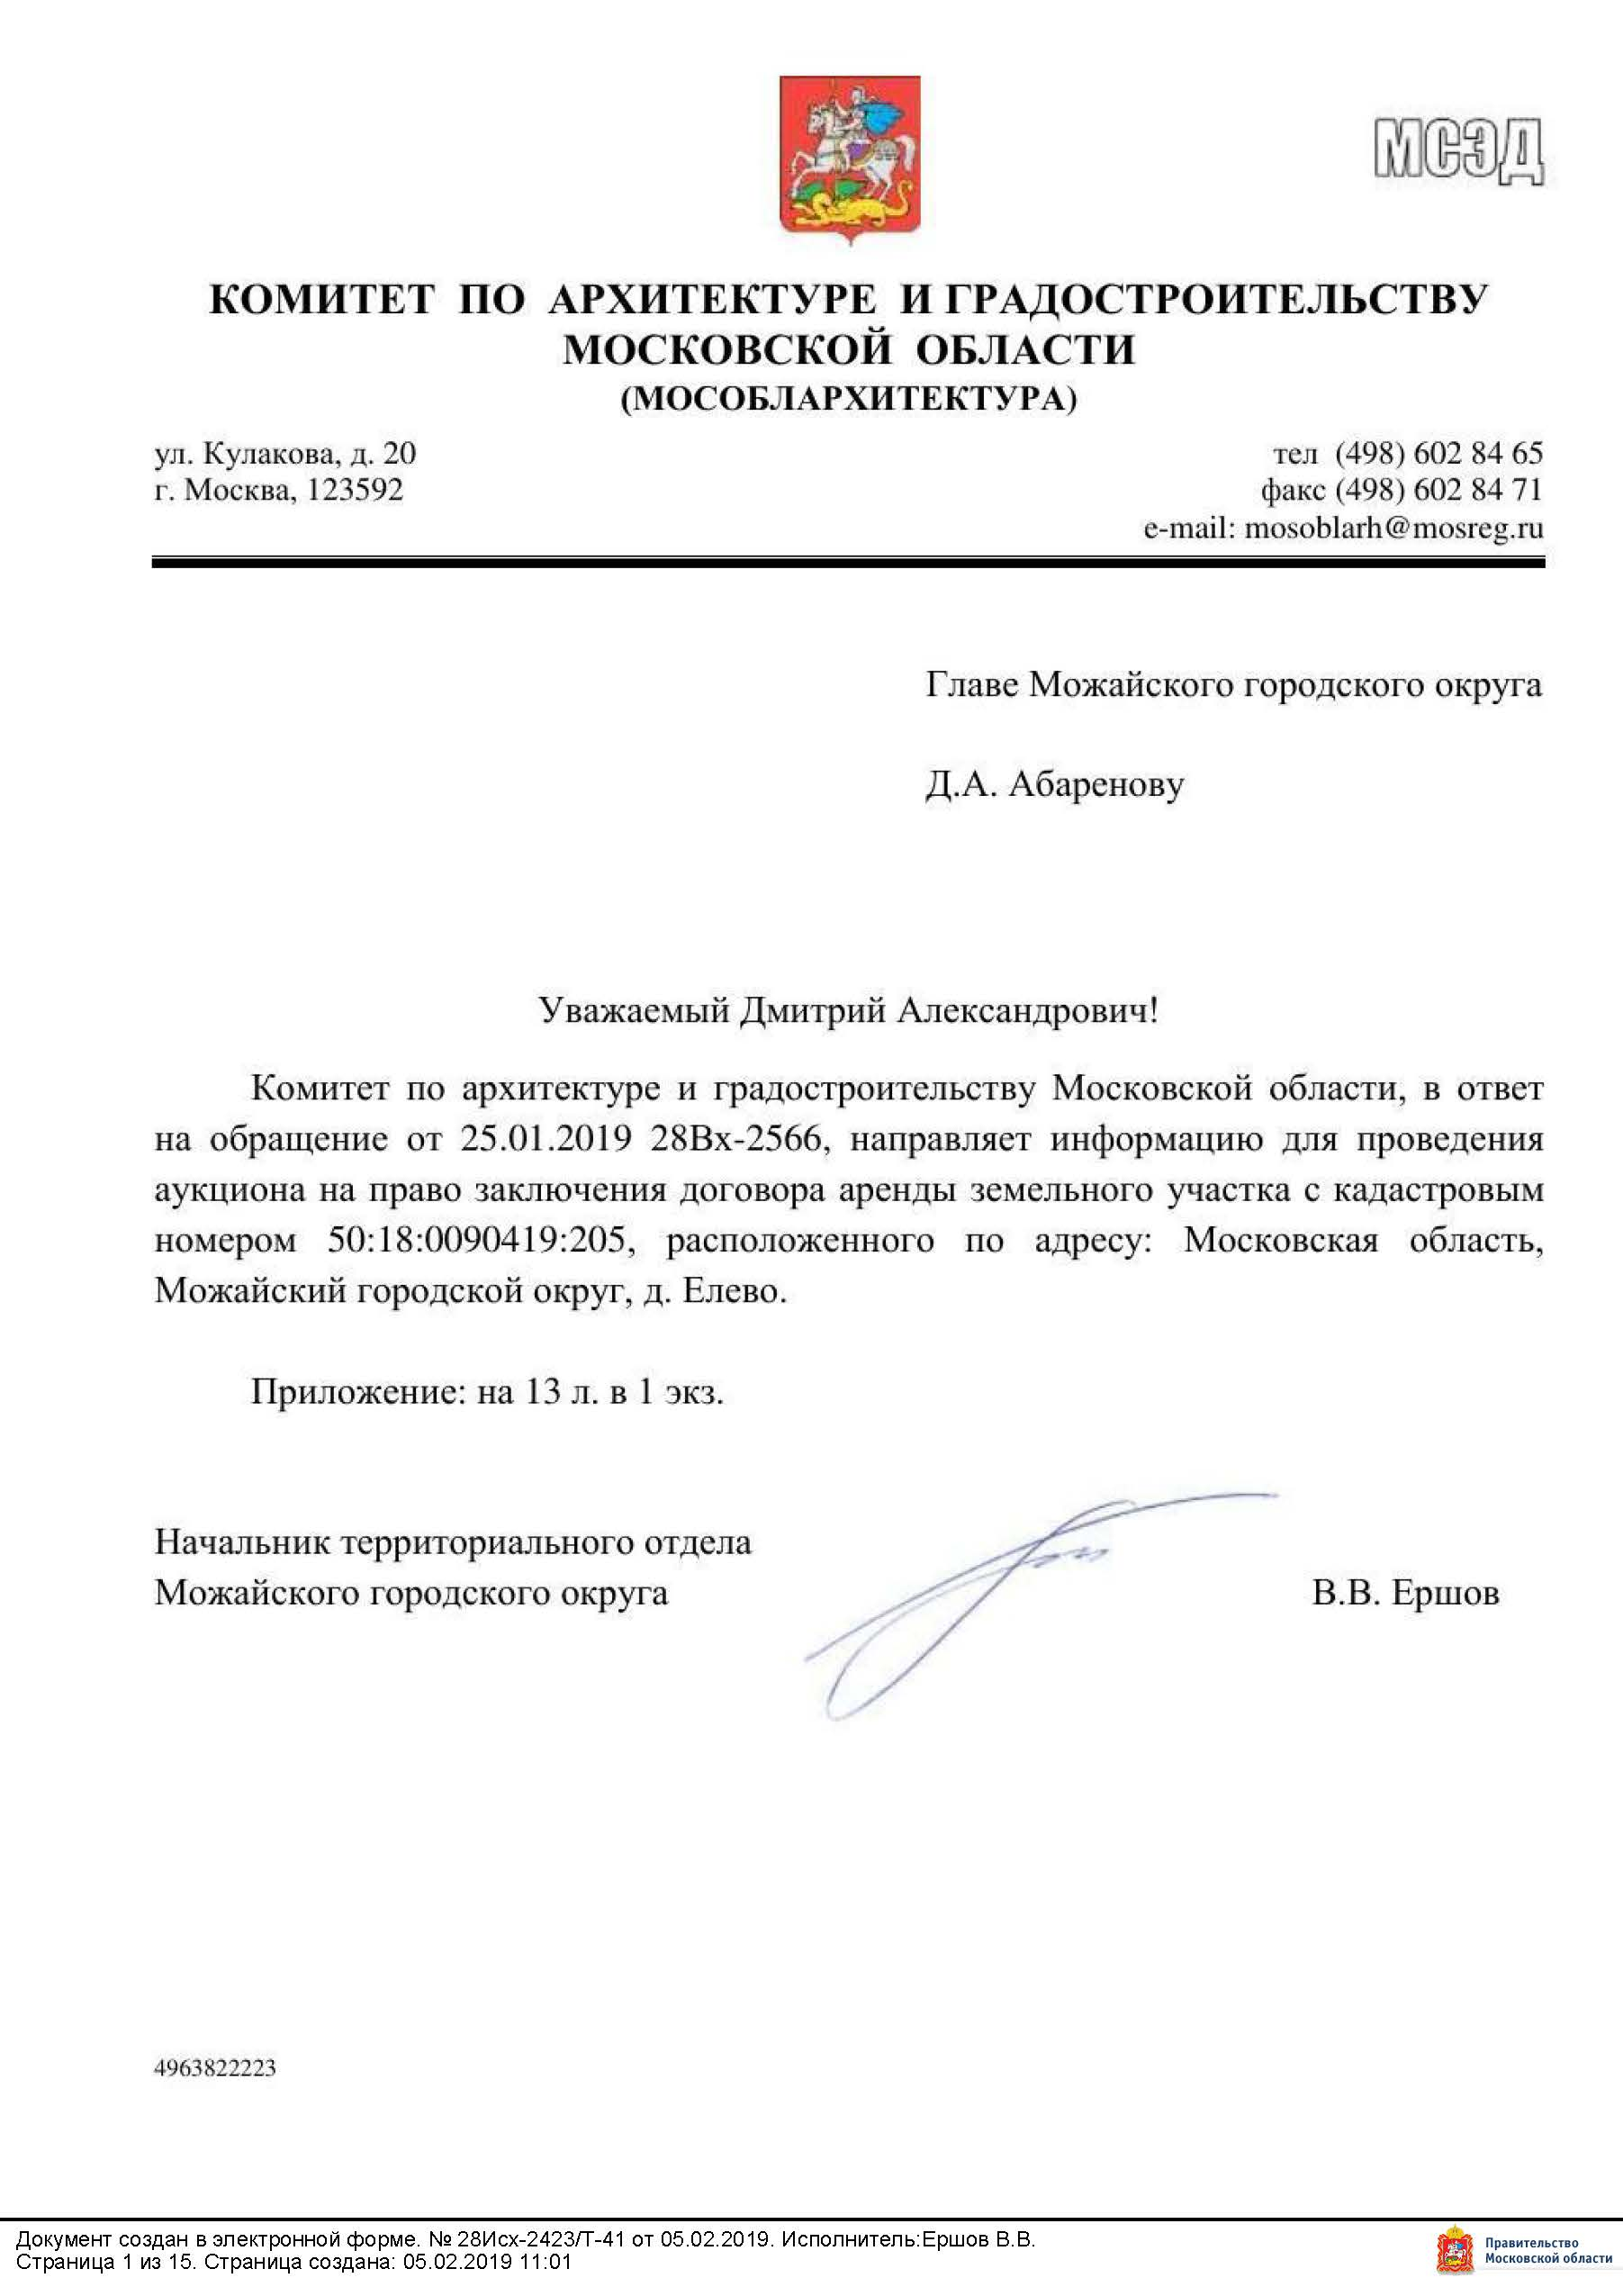 МСЭД
КОМИТЕТ ПО АРХИТЕКТУРЕ И ГРАДОСТРОИТЕЛЬСТВУ
МОСКОВСКОЙ ОБЛАСТИ
(МОСОБЛАРХИТЕКТУРА)
ул. Кулакова, д. 20
г. Москва, 123592
тел (498) 602 84 65
факс (498) 602 84 71
e-mail: mosoblarh@mosreg.ru
Главе Можайского городского округа
Д.А. Абаренову
Уважаемый Дмитрий Александрович!
Комитет по архитектуре и градостроительству Московской области, в ответ
на обращение от 25.01.2019 28Вх-2566, направляет информацию для проведения
аукциона на право заключения договора аренды земельного участка с кадастровым
номером 50:18:0090419:205, расположенного по адресу: Московская область,
Можайский городской округ, д. Елево.
Приложение: на 13 л. в 1 экз.
Начальник территориального отдела
Можайского городского округа
В.В. Ершов
4963822223
Документ создан в электронной форме. № 28Исх-2423/Т-41 от 05.02.2019. Исполнитель:Ершов В.В.
Страница 1 из 15. Страница создана: 05.02.2019 11:01
Правительство
Московской области